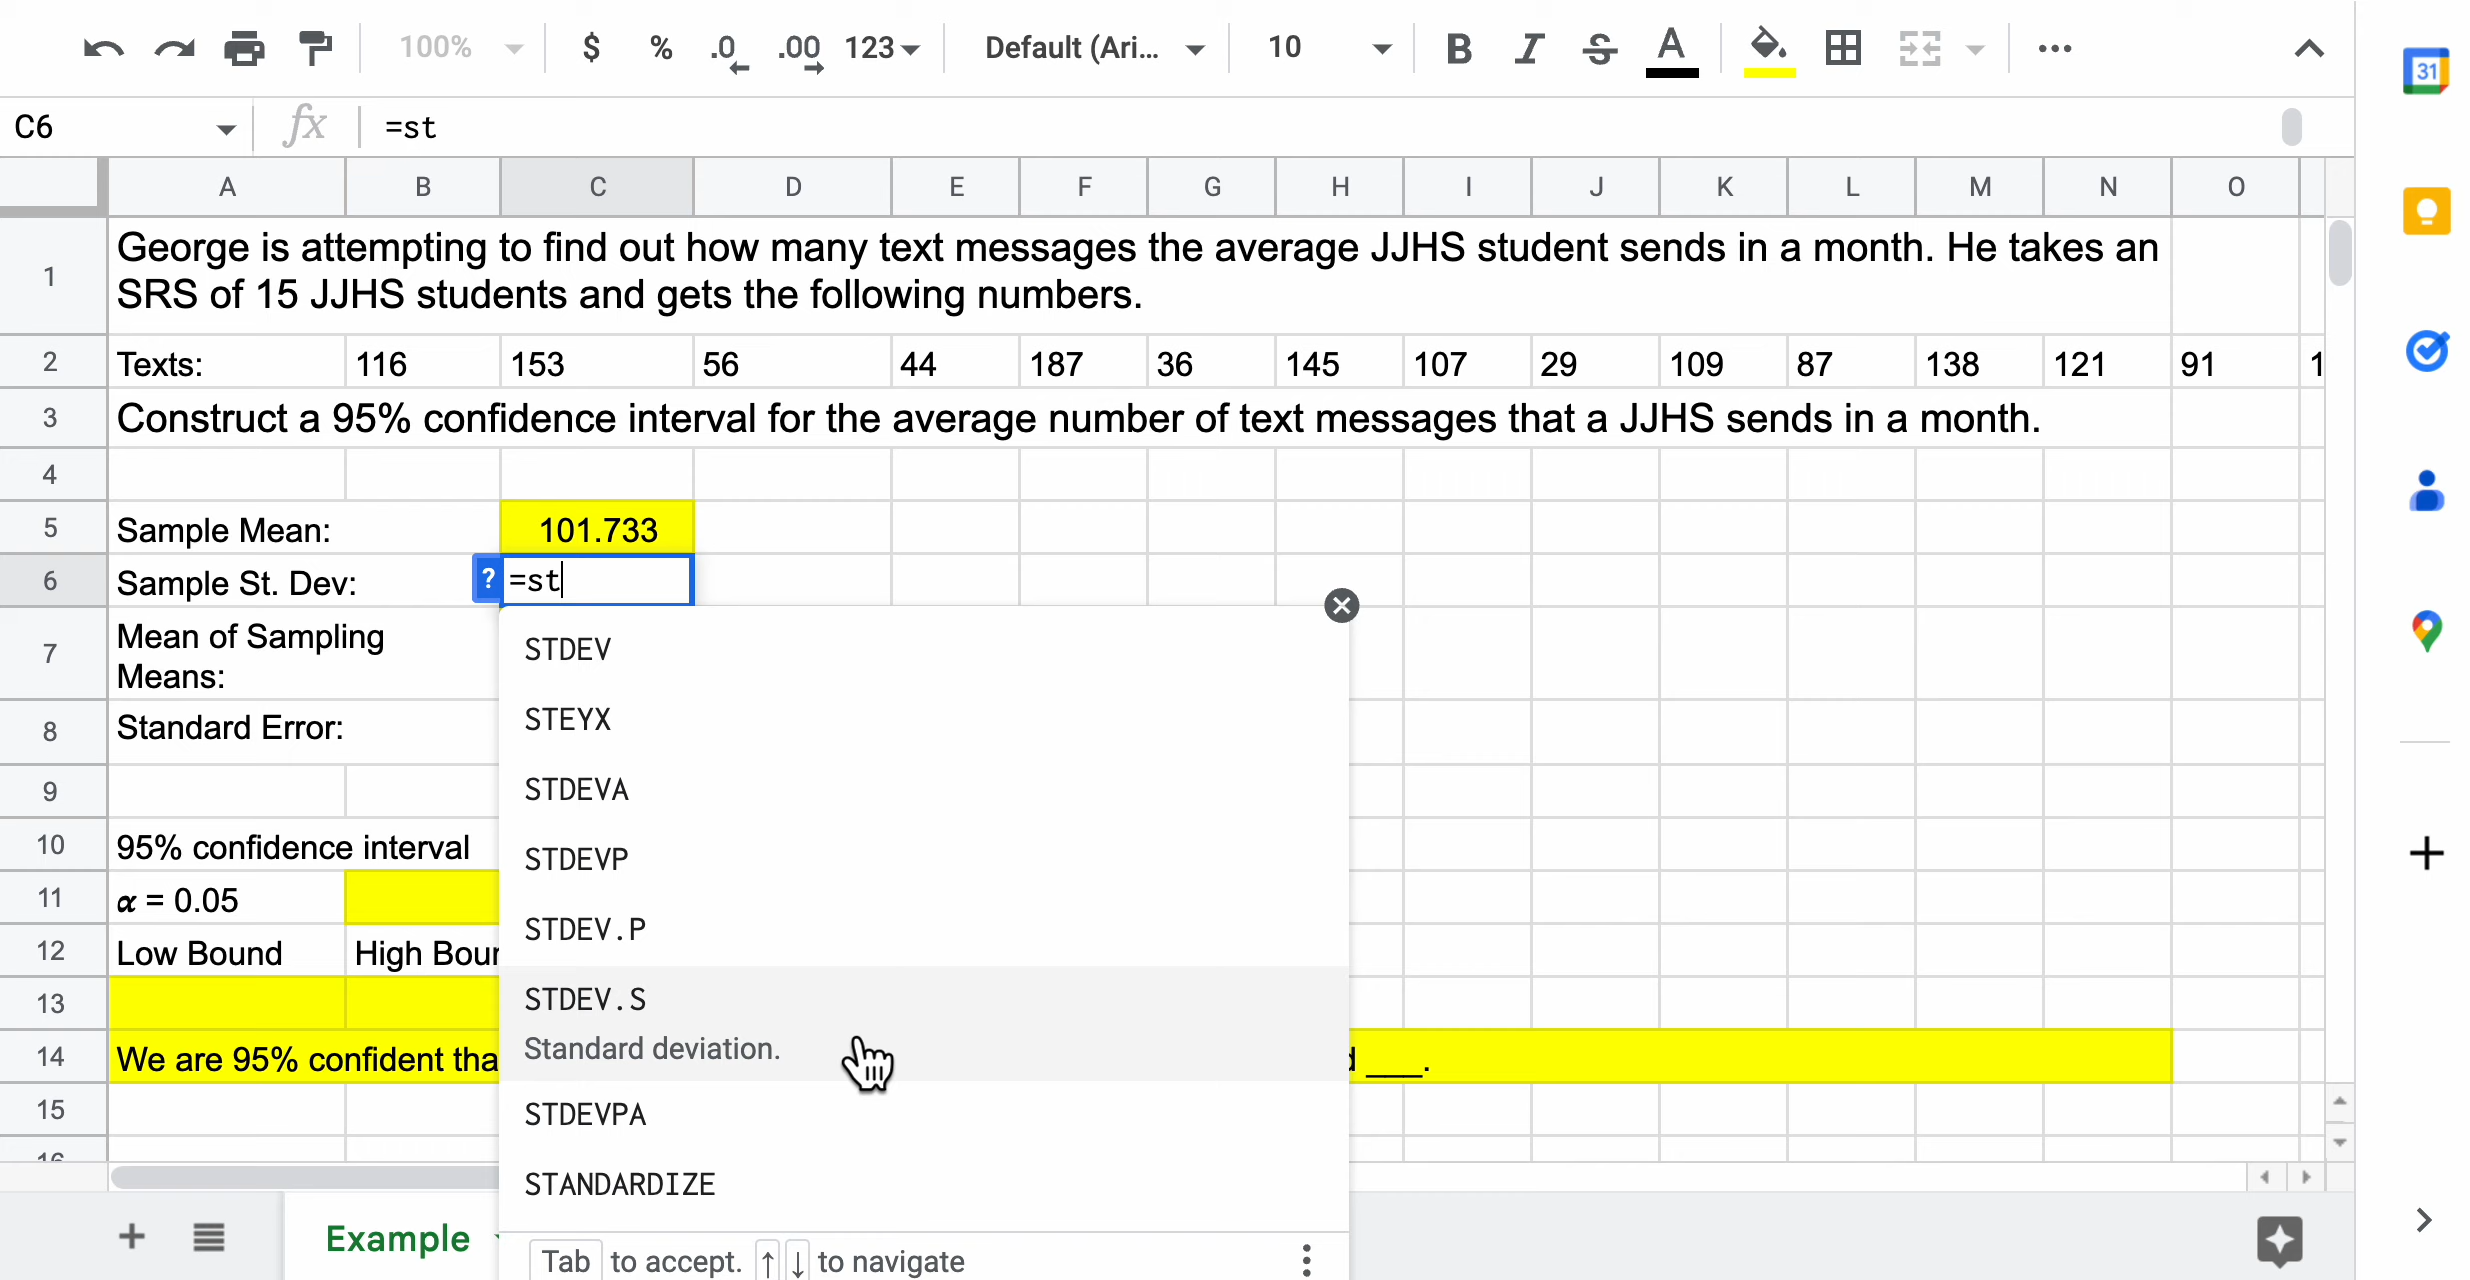 100% $ % .0 .00 123 Default (Ari... 10 B I S A
31
C6 fx =st
A B C D E F G H I J K L M N O
1 George is attempting to find out how many text messages the average JJHS student sends in a month. He takes an
SRS of 15 JJHS students and gets the following numbers.
2 Texts: 116 153 56 44 187 36 145 107 29 109 87 138 121 91 1
3 Construct a 95% confidence interval for the average number of text messages that a JJHS sends in a month.
4
5 Sample Mean: 101.733
6 Sample St. Dev: ? =st
7 Mean of Sampling
Means:
8 Standard Error:
9
10 95% confidence interval
11 α = 0.05
12 Low Bound High Bour
13
14 We are 95% confident tha d ___.
15
16
STDEV
STEYX
STDEVA
STDEVP
STDEV.P
STDEV.S
Standard deviation.
STDEVPA
STANDARDIZE
Tab to accept. ↑ ↓ to navigate
Example